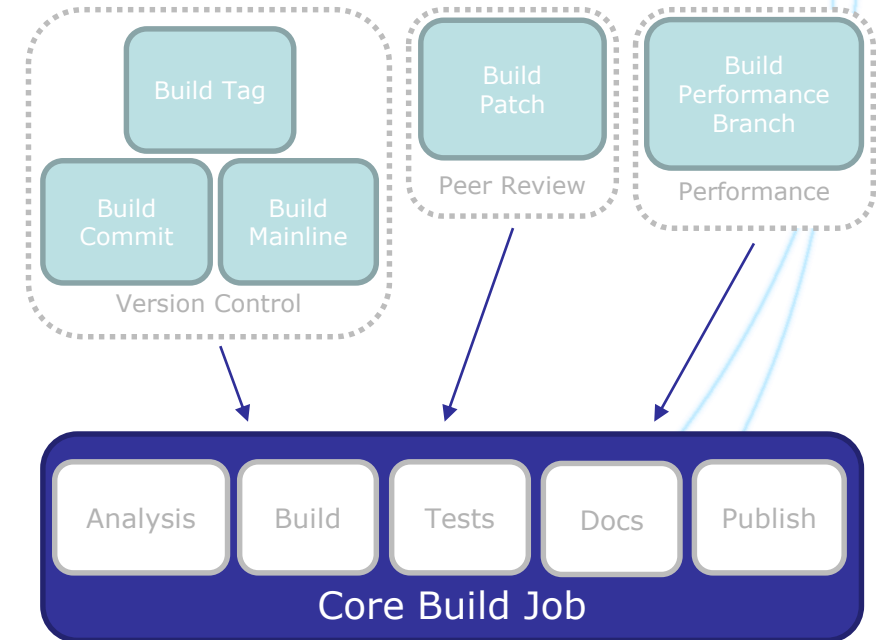 Build Tag
Build
Commit
Build
Mainline
Version Control
Build
Patch
Peer Review
Build
Performance
Branch
Performance
Analysis
Build
Tests
Docs
Publish
Core Build Job